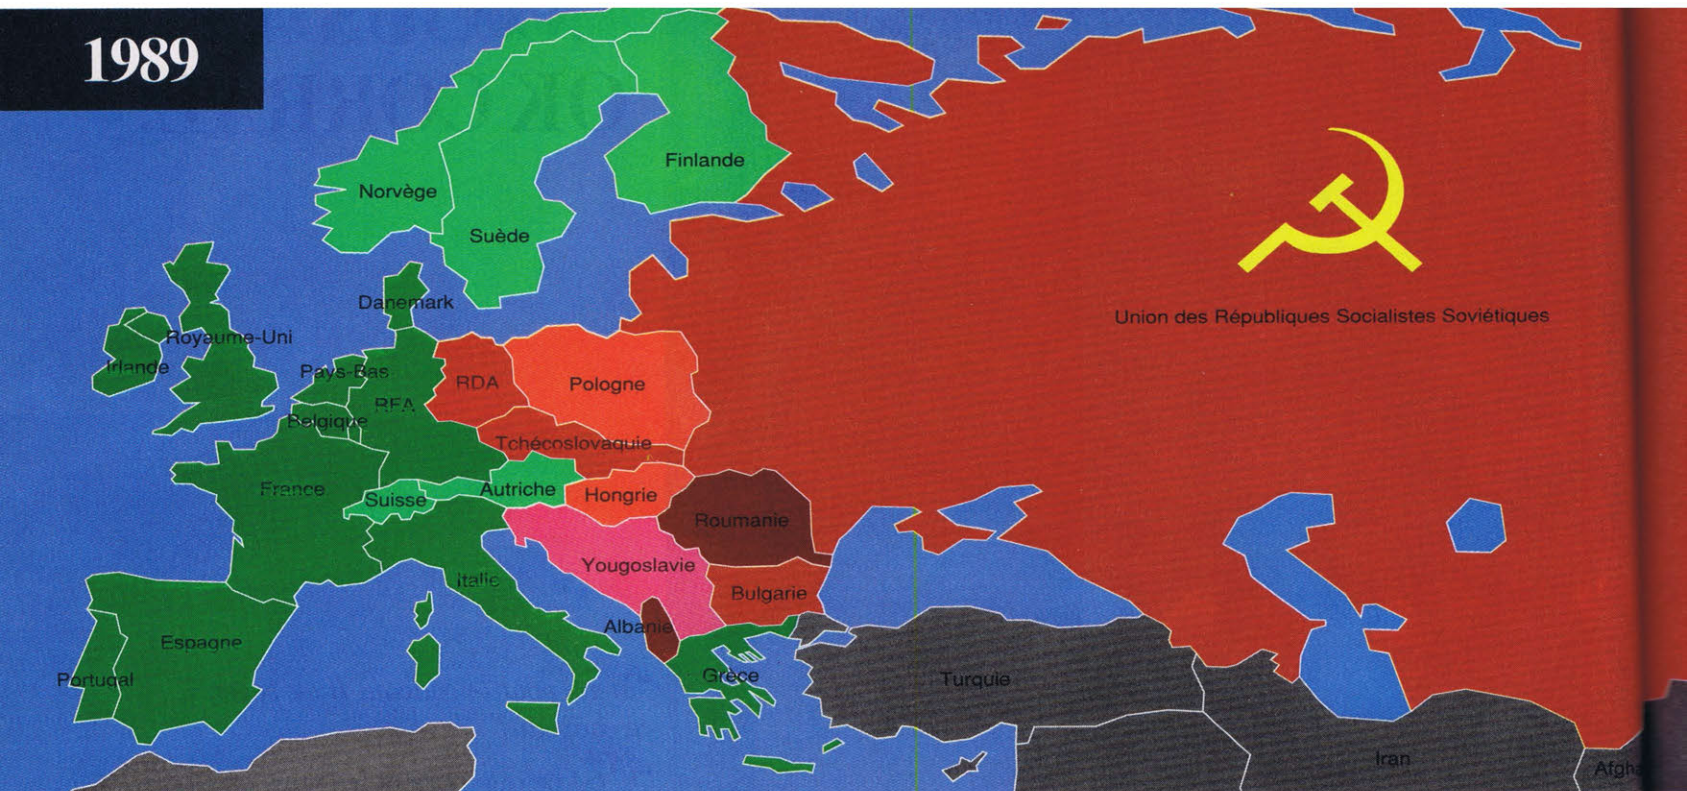 1989
Finlande
Norvège
Suède
Danemark
Union des Républiques Socialistes Soviétiques
Royaume-Uni
Irlande
Pays-Bas
RDA
Pologne
RFA
Belgique
Tchécoslovaquie
France
Suisse
Autriche
Hongrie
Roumanie
Yougoslavie
Italie
Bulgarie
Albanie
Espagne
Portugal
Grèce
Turquie
Iran
Afgha